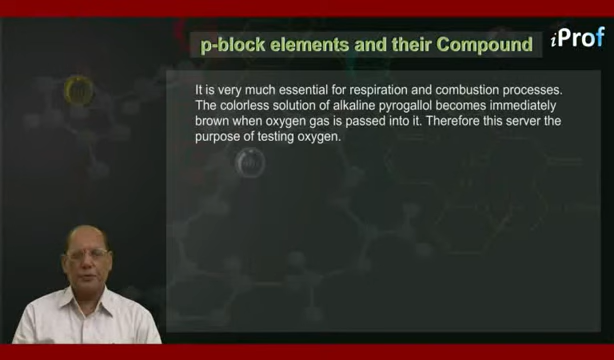 p-block elements and their Compound
iProf
It is very much essential for respiration and combustion processes.
The colorless solution of alkaline pyrogallol becomes immediately
brown when oxygen gas is passed into it. Therefore this server the
purpose of testing oxygen.